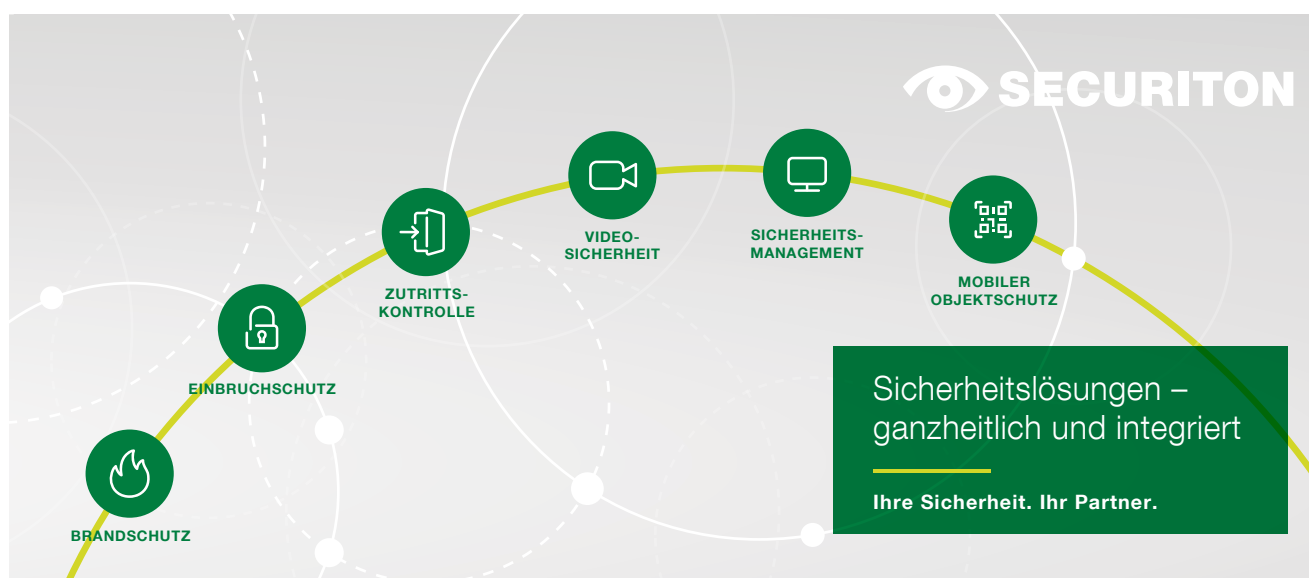 SECURITON
VIDEO-
SICHERHEIT
SICHERHEITS-
MANAGEMENT
ZUTRITTS-
KONTROLLE
MOBILER
OBJEKTSCHUTZ
EINBRUCHSCHUTZ
BRANDSCHUTZ
Sicherheitslösungen –
ganzheitlich und integriert
Ihre Sicherheit. Ihr Partner.